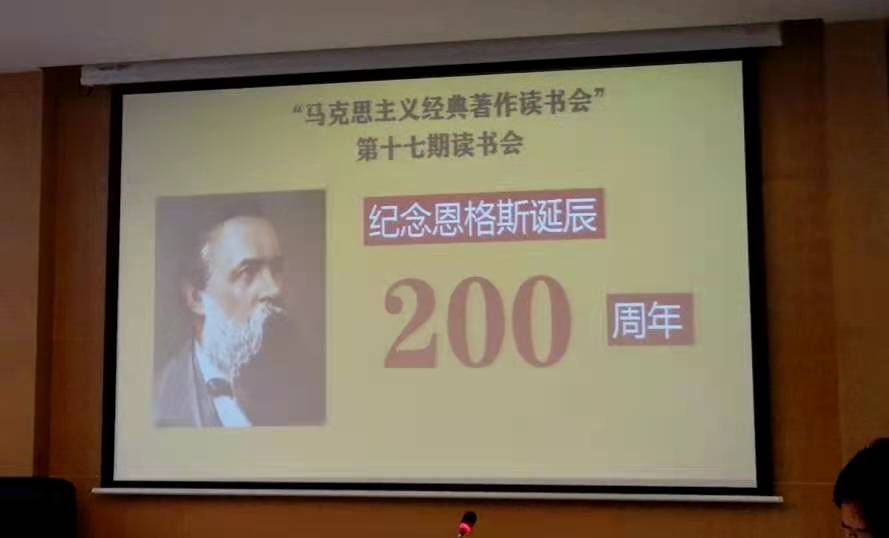 “马克思主义经典著作读书会”
第十七期读书会
纪念恩格斯诞辰
200 周年